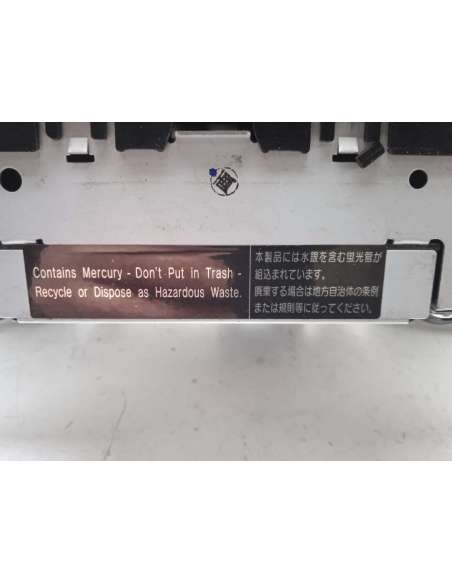 Contains Mercury - Don't Put in Trash -
Recycle or Dispose as Hazardous Waste.
本製品には水銀を含む蛍光管が
組込まれています。
廃棄する場合は地方自治体の条例
または規則等に従ってください。